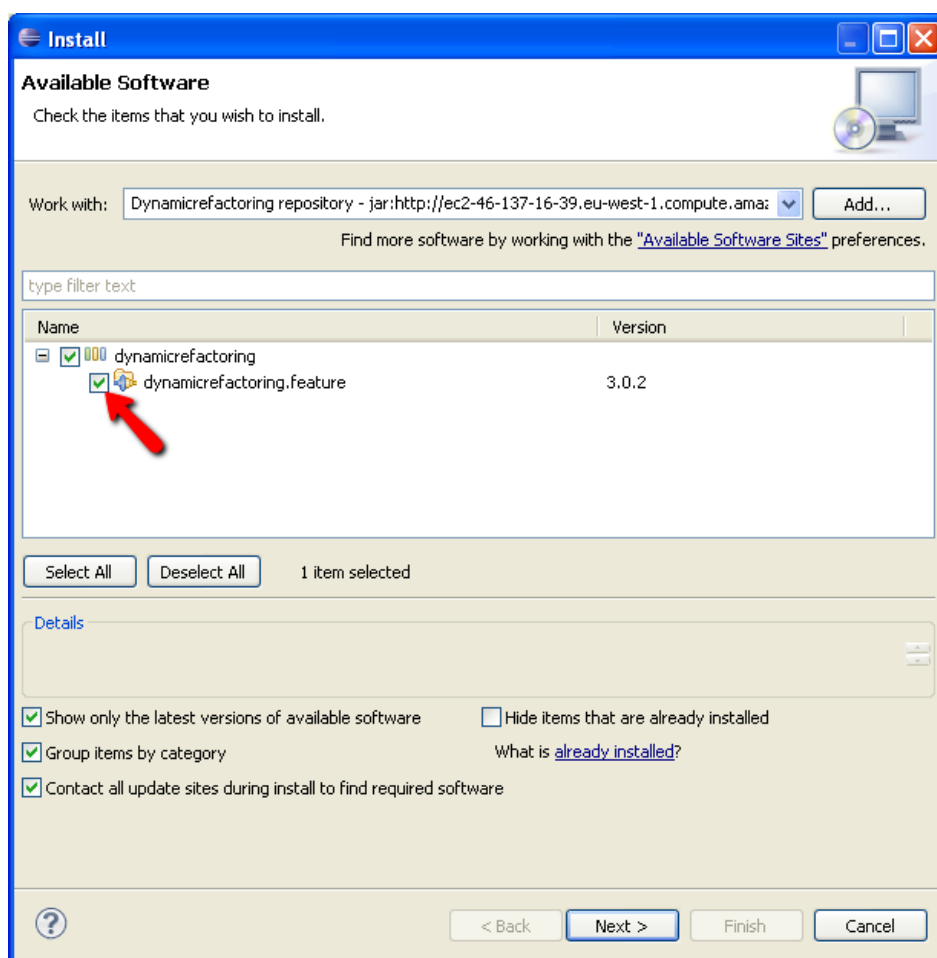 Install
Available Software
Check the items that you wish to install.
Work with: Dynamicrefactoring repository - jar:http://ec2-46-137-16-39.eu-west-1.compute.ama: Add...
Find more software by working with the "Available Software Sites" preferences.
type filter text
Name Version
dynamicrefactoring
dynamicrefactoring.feature 3.0.2
Select All Deselect All 1 item selected
Details
Show only the latest versions of available software Hide items that are already installed
Group items by category What is already installed?
Contact all update sites during install to find required software
? < Back Next > Finish Cancel